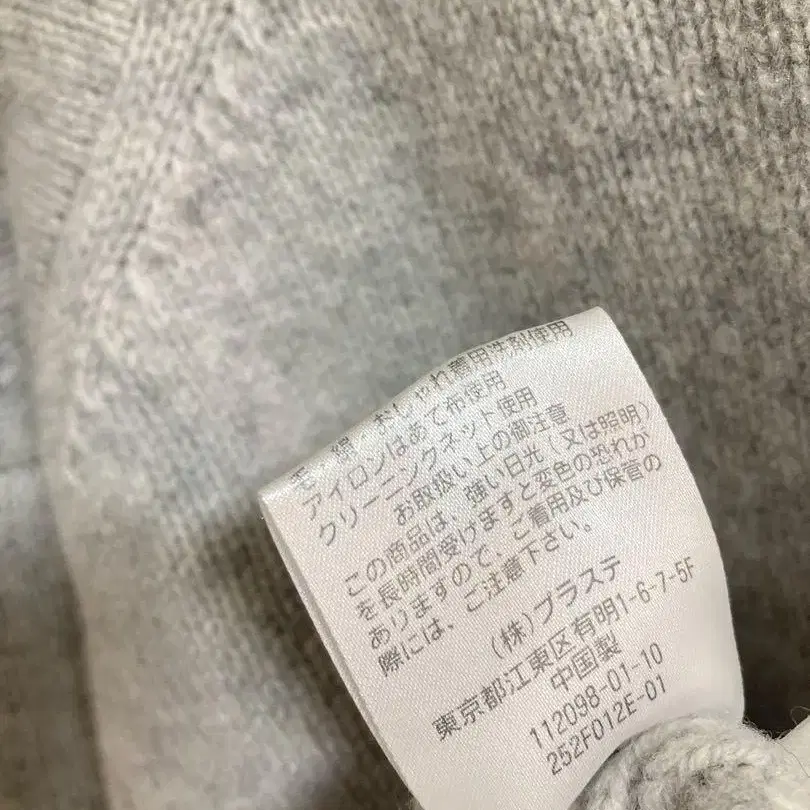 毛・絹／おしゃれ着用洗剤使用
アイロンはあて布使用
クリーニングネット使用
お取扱い上の御注意
この商品は、強い日光（又は照明）
を長時間受けますと変色の恐れが
ありますので、ご着用及び保管の
際には、ご注意下さい。
（株）プラステ
東京都江東区有明1-6-7-5F
中国製
112098-01-10
252F012E-01